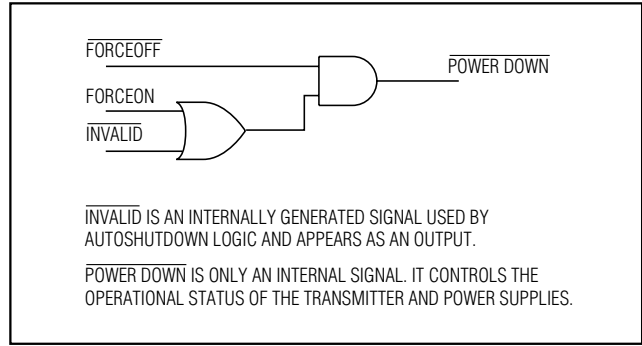 FORCEOFF
POWER DOWN
FORCEON
INVALID
INVALID IS AN INTERNALLY GENERATED SIGNAL USED BY
AUTOSHUTDOWN LOGIC AND APPEARS AS AN OUTPUT.
POWER DOWN IS ONLY AN INTERNAL SIGNAL. IT CONTROLS THE
OPERATIONAL STATUS OF THE TRANSMITTER AND POWER SUPPLIES.